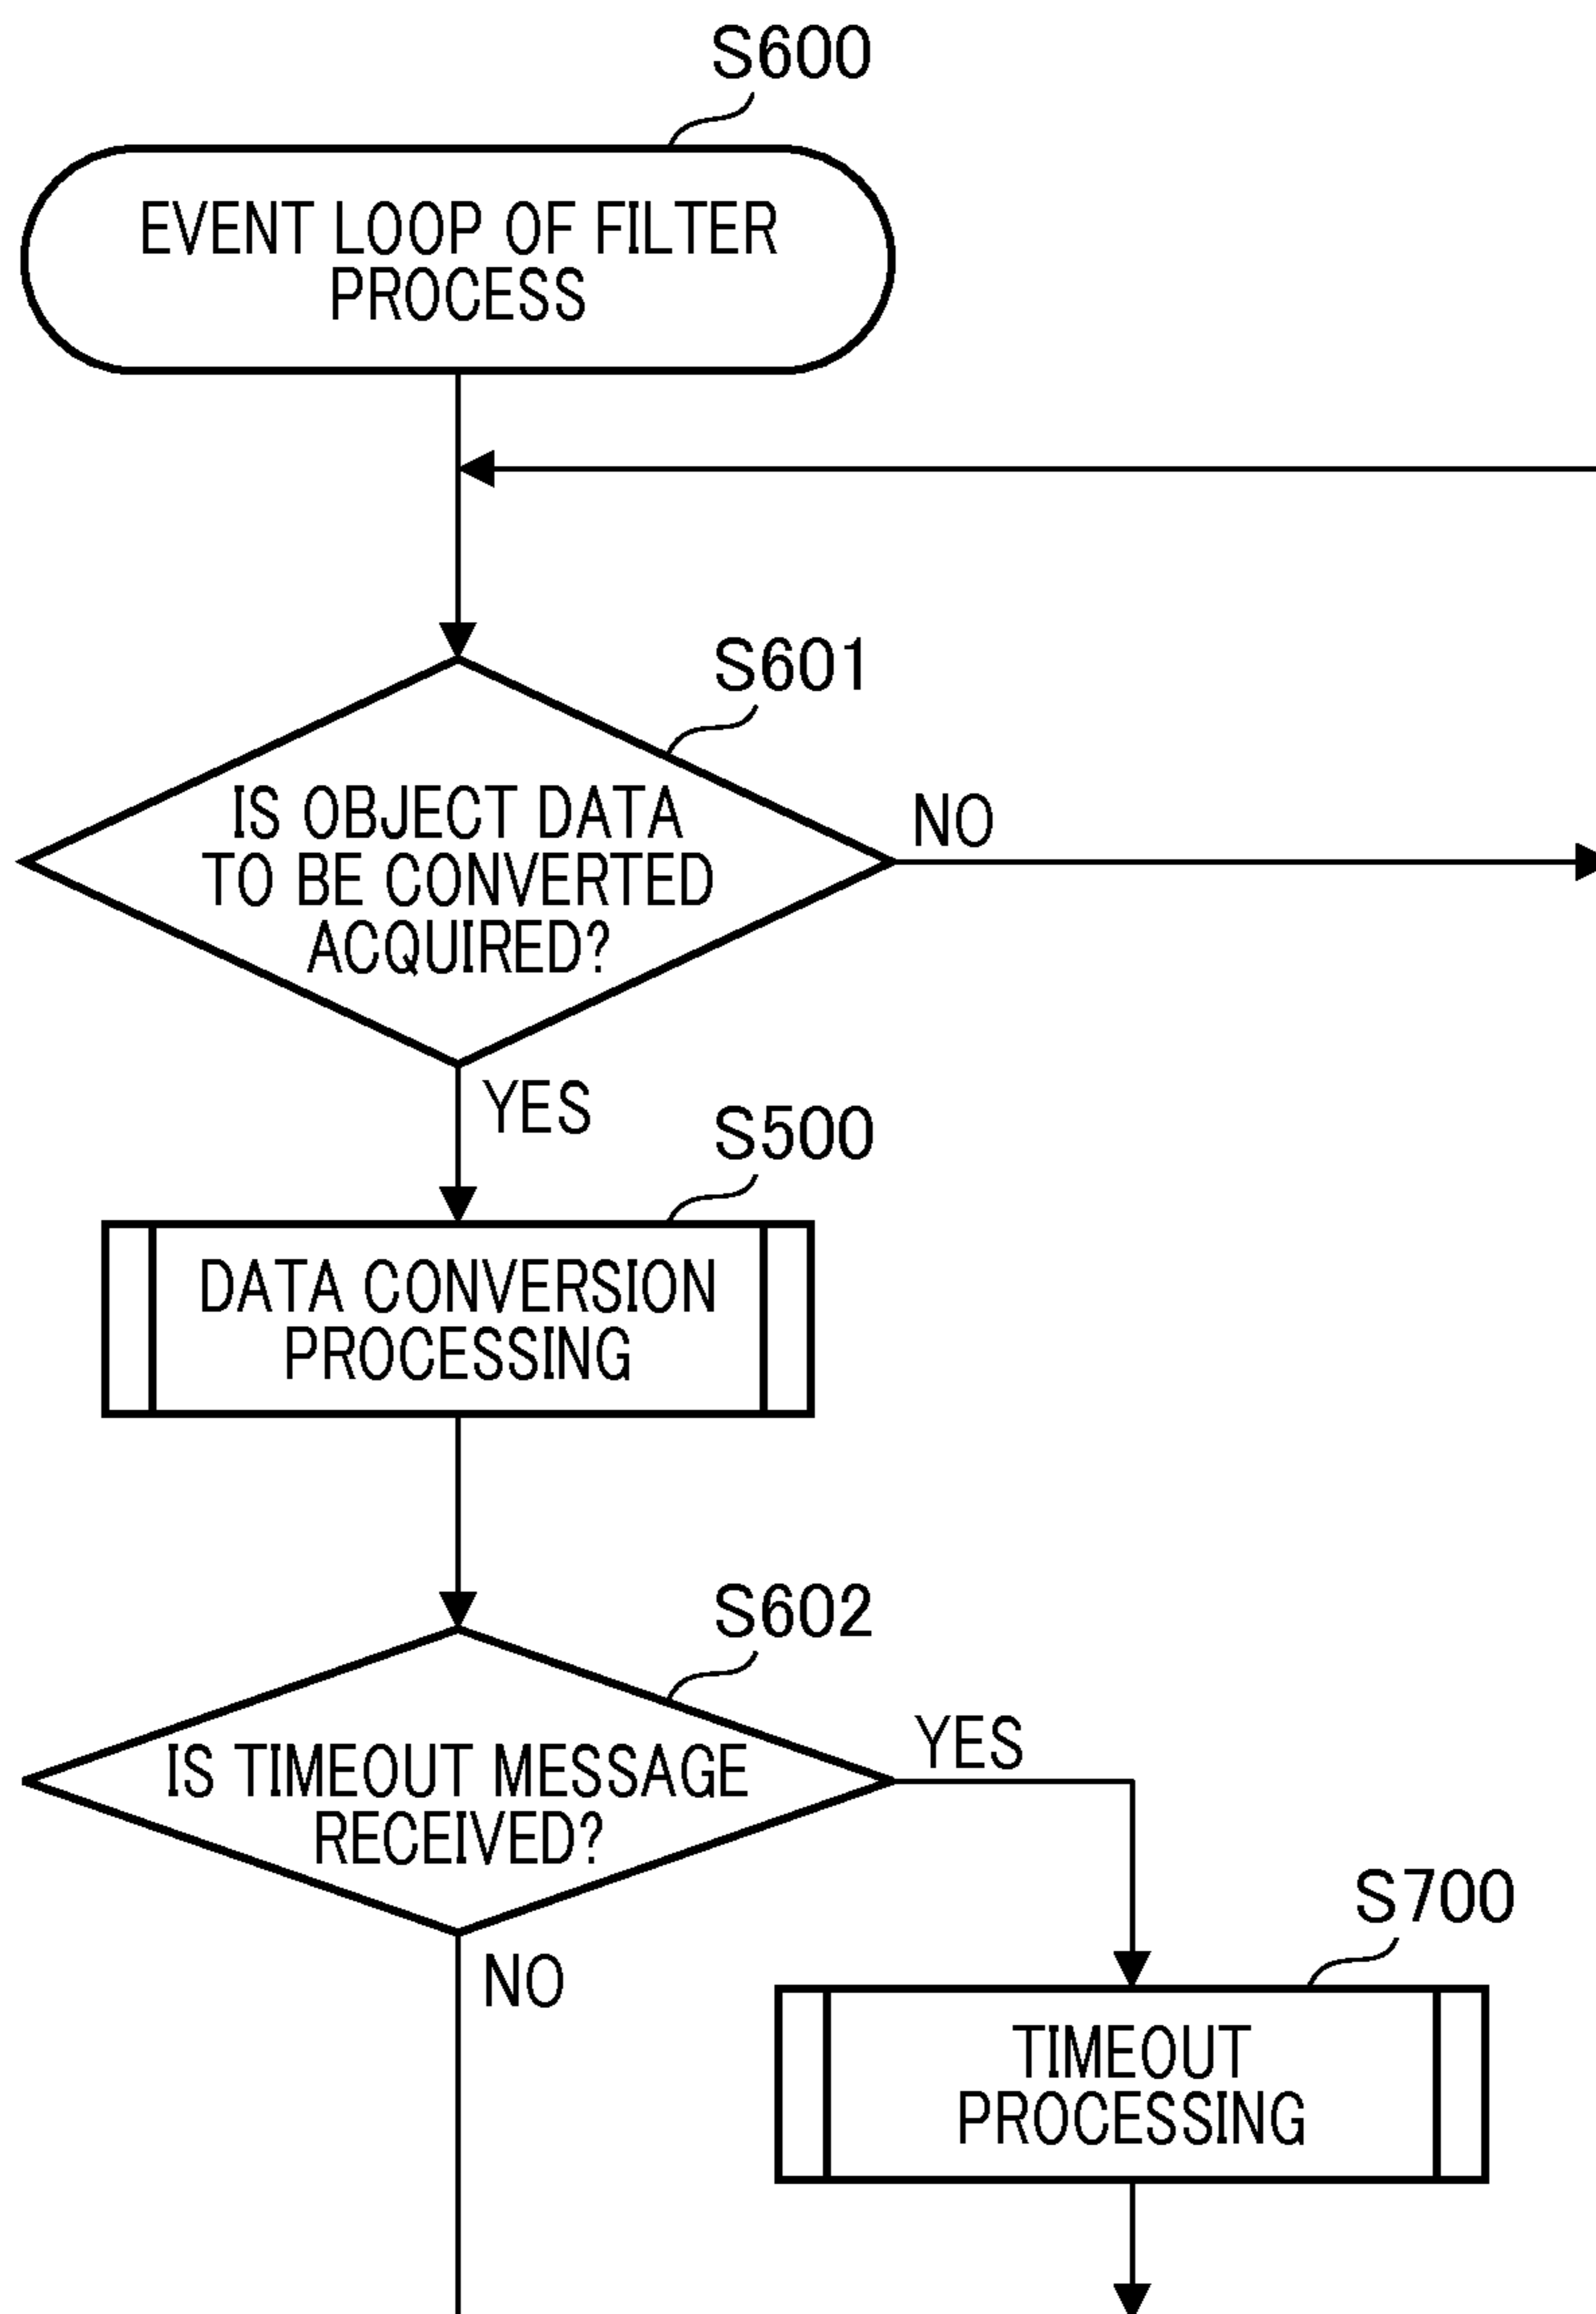 S600
EVENT LOOP OF FILTER
PROCESS
S601
IS OBJECT DATA
TO BE CONVERTED
ACQUIRED?
NO
YES
S500
DATA CONVERSION
PROCESSING
S602
IS TIMEOUT MESSAGE
RECEIVED?
YES
NO
S700
TIMEOUT
PROCESSING